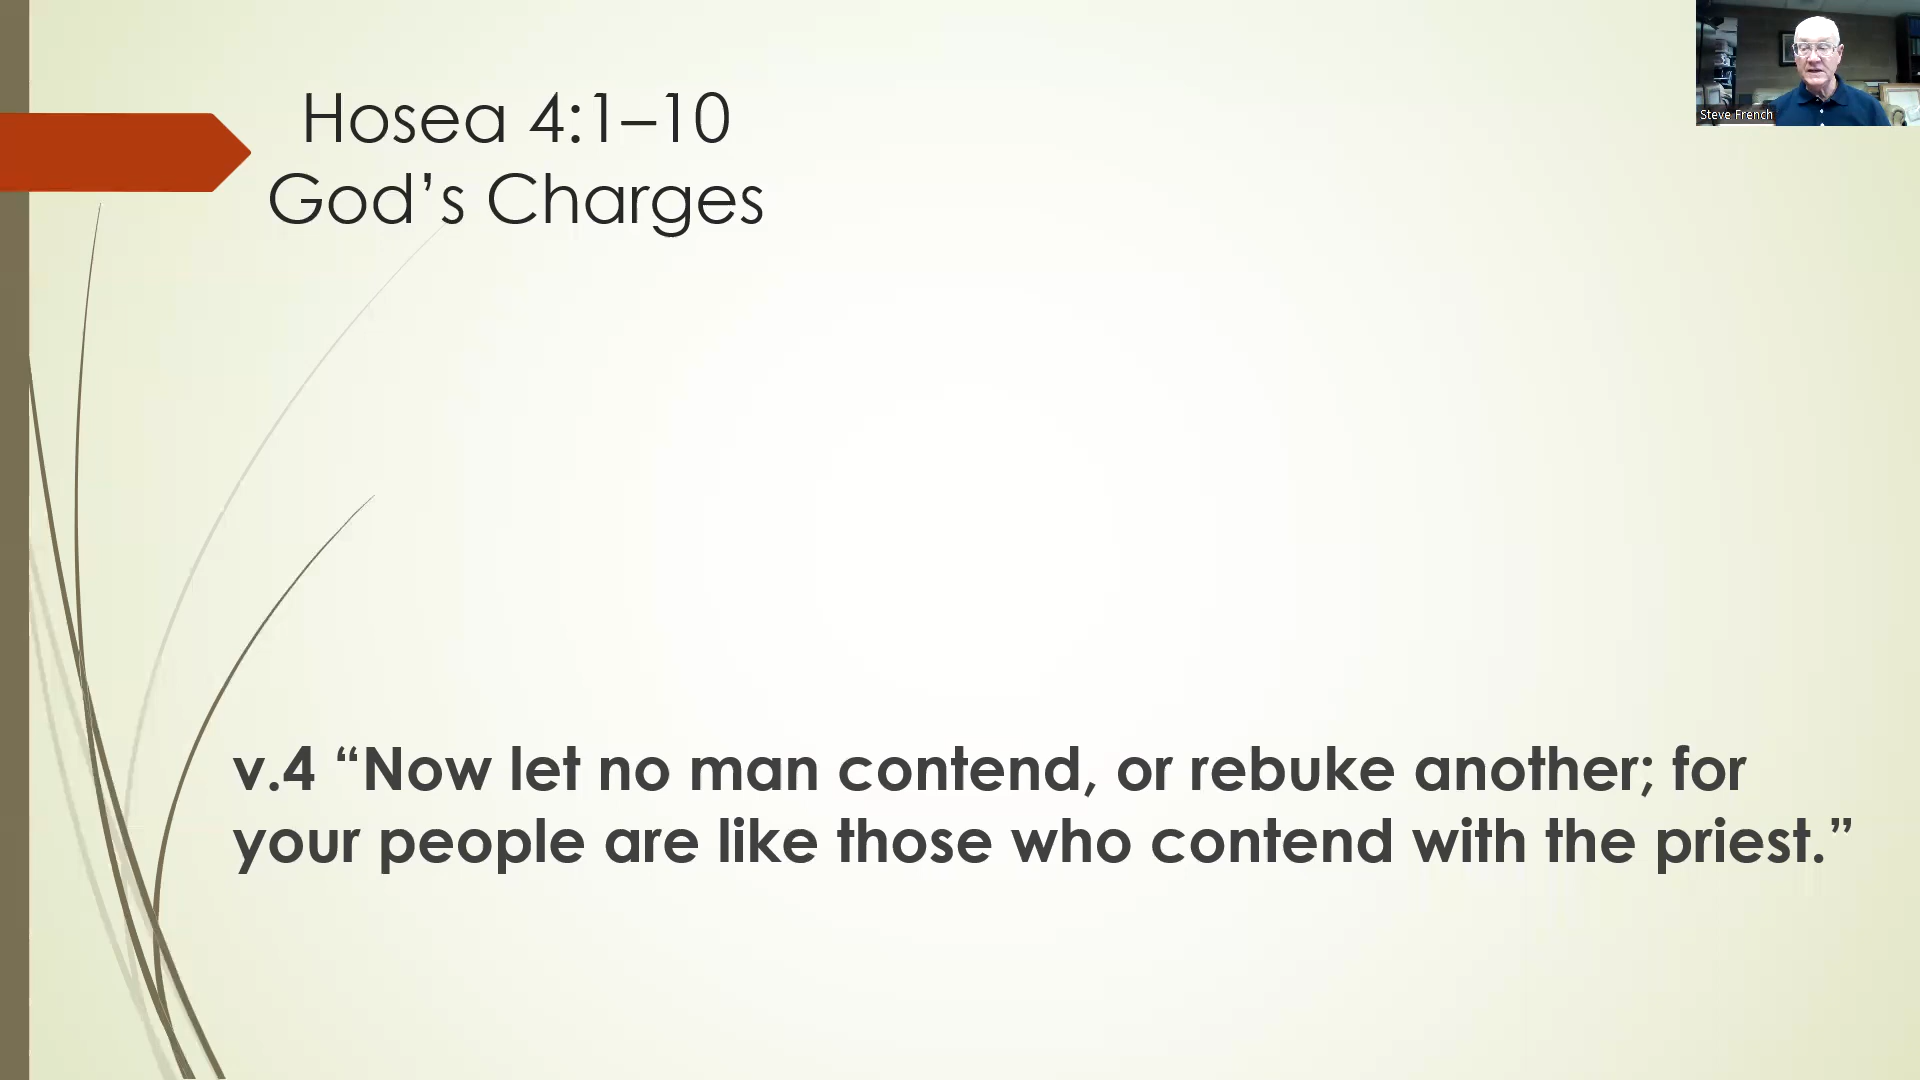 Hosea 4:1–10
God’s Charges
Steve French
v.4 “Now let no man contend, or rebuke another; for
your people are like those who contend with the priest.”